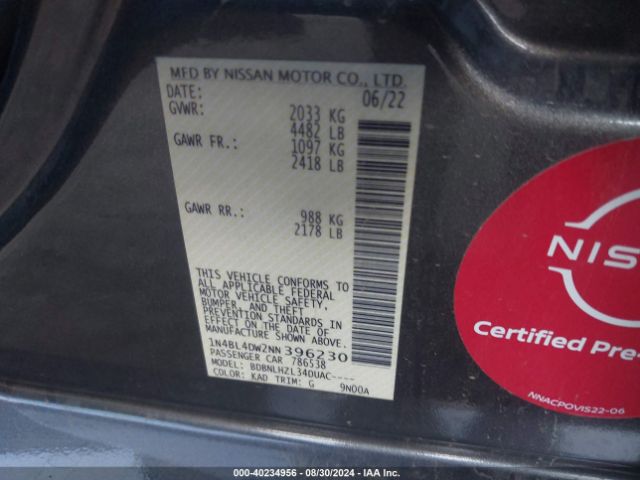 MFD BY NISSAN MOTOR CO., LTD.
DATE: 06/22
GVWR: 2033 KG
4482 LB
GAWR FR.: 1097 KG
2418 LB
GAWR RR.: 988 KG
2178 LB
THIS VEHICLE CONFORMS TO
ALL APPLICABLE FEDERAL
MOTOR VEHICLE SAFETY,
BUMPER, AND THEFT
PREVENTION STANDARDS IN
EFFECT ON THE DATE OF
MANUFACTURE SHOWN ABOVE.
1N4BL4DW2NN396230
PASSENGER CAR 786538
MODEL: BDBNLHZL34DUAC----
COLOR: KAD TRIM: G 9N00A
NIS
Certified Pre-
NNACPOVIS22-06
000-40234956 - 08/30/2024 - IAA Inc.